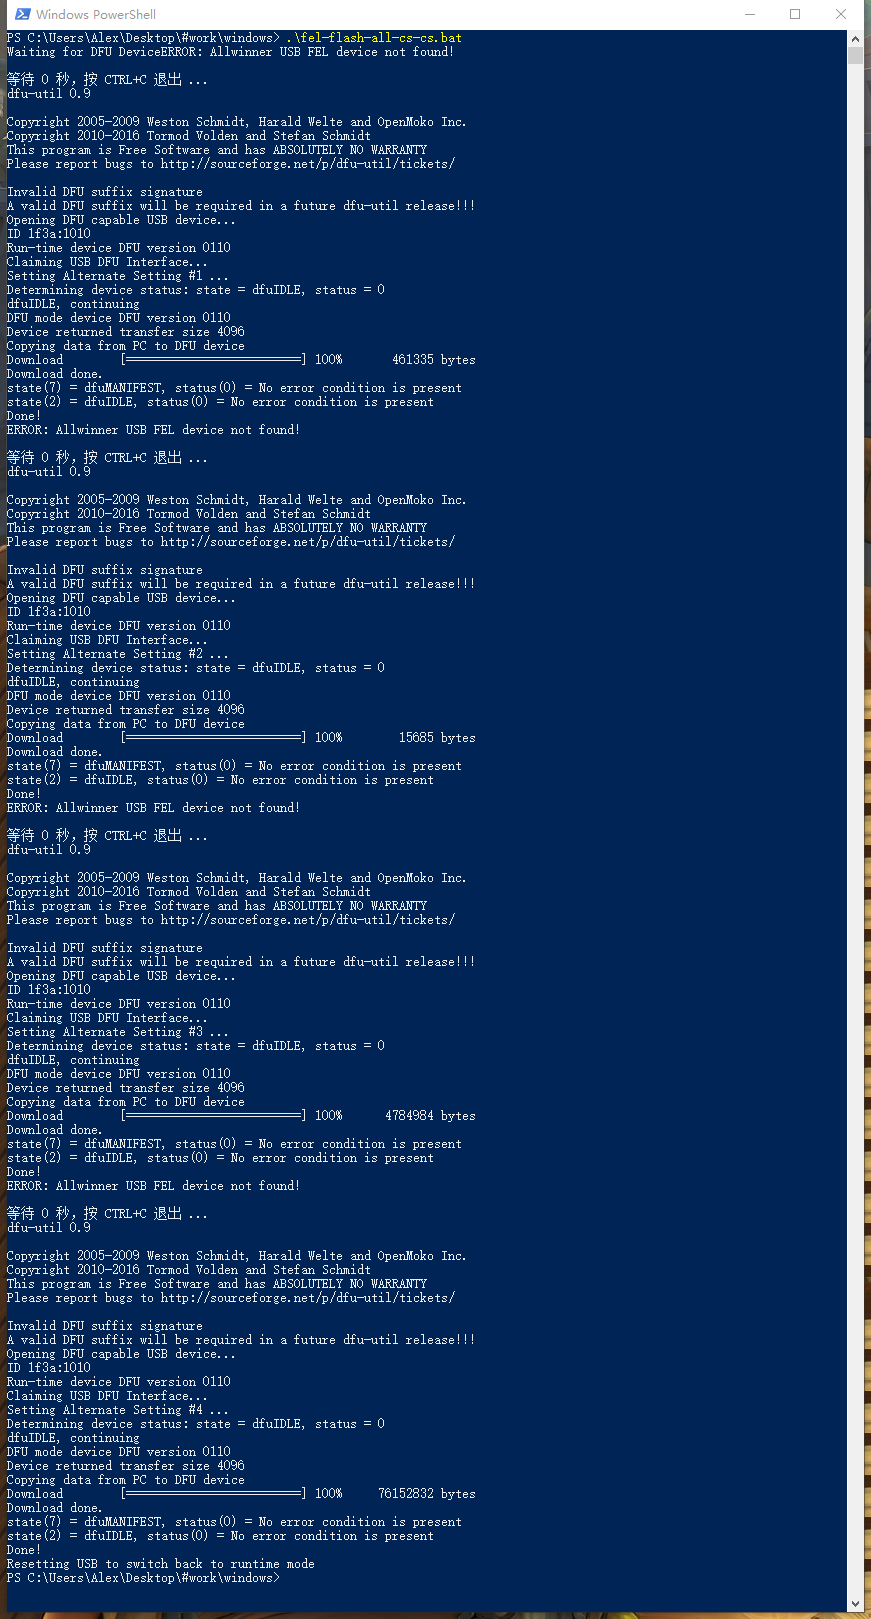 Windows PowerShell
PS C:\Users\Alex\Desktop\#work\windows> .\fel-flash-all-cs-cs.bat
Waiting for DFU DeviceERROR: Allwinner USB FEL device not found!
等待 0 秒，按 CTRL+C 退出 ...
dfu-util 0.9
Copyright 2005-2009 Weston Schmidt, Harald Welte and OpenMoko Inc.
Copyright 2010-2016 Tormod Volden and Stefan Schmidt
This program is Free Software and has ABSOLUTELY NO WARRANTY
Please report bugs to http://sourceforge.net/p/dfu-util/tickets/
Invalid DFU suffix signature
A valid DFU suffix will be required in a future dfu-util release!!!
Opening DFU capable USB device...
ID 1f3a:1010
Run-time device DFU version 0110
Claiming USB DFU Interface...
Setting Alternate Setting #1 ...
Determining device status: state = dfuIDLE, status = 0
dfuIDLE, continuing
DFU mode device DFU version 0110
Device returned transfer size 4096
Copying data from PC to DFU device
Download [=========================] 100% 461335 bytes
Download done.
state(7) = dfuMANIFEST, status(0) = No error condition is present
state(2) = dfuIDLE, status(0) = No error condition is present
Done!
ERROR: Allwinner USB FEL device not found!
等待 0 秒，按 CTRL+C 退出 ...
dfu-util 0.9
Copyright 2005-2009 Weston Schmidt, Harald Welte and OpenMoko Inc.
Copyright 2010-2016 Tormod Volden and Stefan Schmidt
This program is Free Software and has ABSOLUTELY NO WARRANTY
Please report bugs to http://sourceforge.net/p/dfu-util/tickets/
Invalid DFU suffix signature
A valid DFU suffix will be required in a future dfu-util release!!!
Opening DFU capable USB device...
ID 1f3a:1010
Run-time device DFU version 0110
Claiming USB DFU Interface...
Setting Alternate Setting #2 ...
Determining device status: state = dfuIDLE, status = 0
dfuIDLE, continuing
DFU mode device DFU version 0110
Device returned transfer size 4096
Copying data from PC to DFU device
Download [=========================] 100% 15685 bytes
Download done.
state(7) = dfuMANIFEST, status(0) = No error condition is present
state(2) = dfuIDLE, status(0) = No error condition is present
Done!
ERROR: Allwinner USB FEL device not found!
等待 0 秒，按 CTRL+C 退出 ...
dfu-util 0.9
Copyright 2005-2009 Weston Schmidt, Harald Welte and OpenMoko Inc.
Copyright 2010-2016 Tormod Volden and Stefan Schmidt
This program is Free Software and has ABSOLUTELY NO WARRANTY
Please report bugs to http://sourceforge.net/p/dfu-util/tickets/
Invalid DFU suffix signature
A valid DFU suffix will be required in a future dfu-util release!!!
Opening DFU capable USB device...
ID 1f3a:1010
Run-time device DFU version 0110
Claiming USB DFU Interface...
Setting Alternate Setting #3 ...
Determining device status: state = dfuIDLE, status = 0
dfuIDLE, continuing
DFU mode device DFU version 0110
Device returned transfer size 4096
Copying data from PC to DFU device
Download [=========================] 100% 4784984 bytes
Download done.
state(7) = dfuMANIFEST, status(0) = No error condition is present
state(2) = dfuIDLE, status(0) = No error condition is present
Done!
ERROR: Allwinner USB FEL device not found!
等待 0 秒，按 CTRL+C 退出 ...
dfu-util 0.9
Copyright 2005-2009 Weston Schmidt, Harald Welte and OpenMoko Inc.
Copyright 2010-2016 Tormod Volden and Stefan Schmidt
This program is Free Software and has ABSOLUTELY NO WARRANTY
Please report bugs to http://sourceforge.net/p/dfu-util/tickets/
Invalid DFU suffix signature
A valid DFU suffix will be required in a future dfu-util release!!!
Opening DFU capable USB device...
ID 1f3a:1010
Run-time device DFU version 0110
Claiming USB DFU Interface...
Setting Alternate Setting #4 ...
Determining device status: state = dfuIDLE, status = 0
dfuIDLE, continuing
DFU mode device DFU version 0110
Device returned transfer size 4096
Copying data from PC to DFU device
Download [=========================] 100% 76152832 bytes
Download done.
state(7) = dfuMANIFEST, status(0) = No error condition is present
state(2) = dfuIDLE, status(0) = No error condition is present
Done!
Resetting USB to switch back to runtime mode
PS C:\Users\Alex\Desktop\#work\windows>